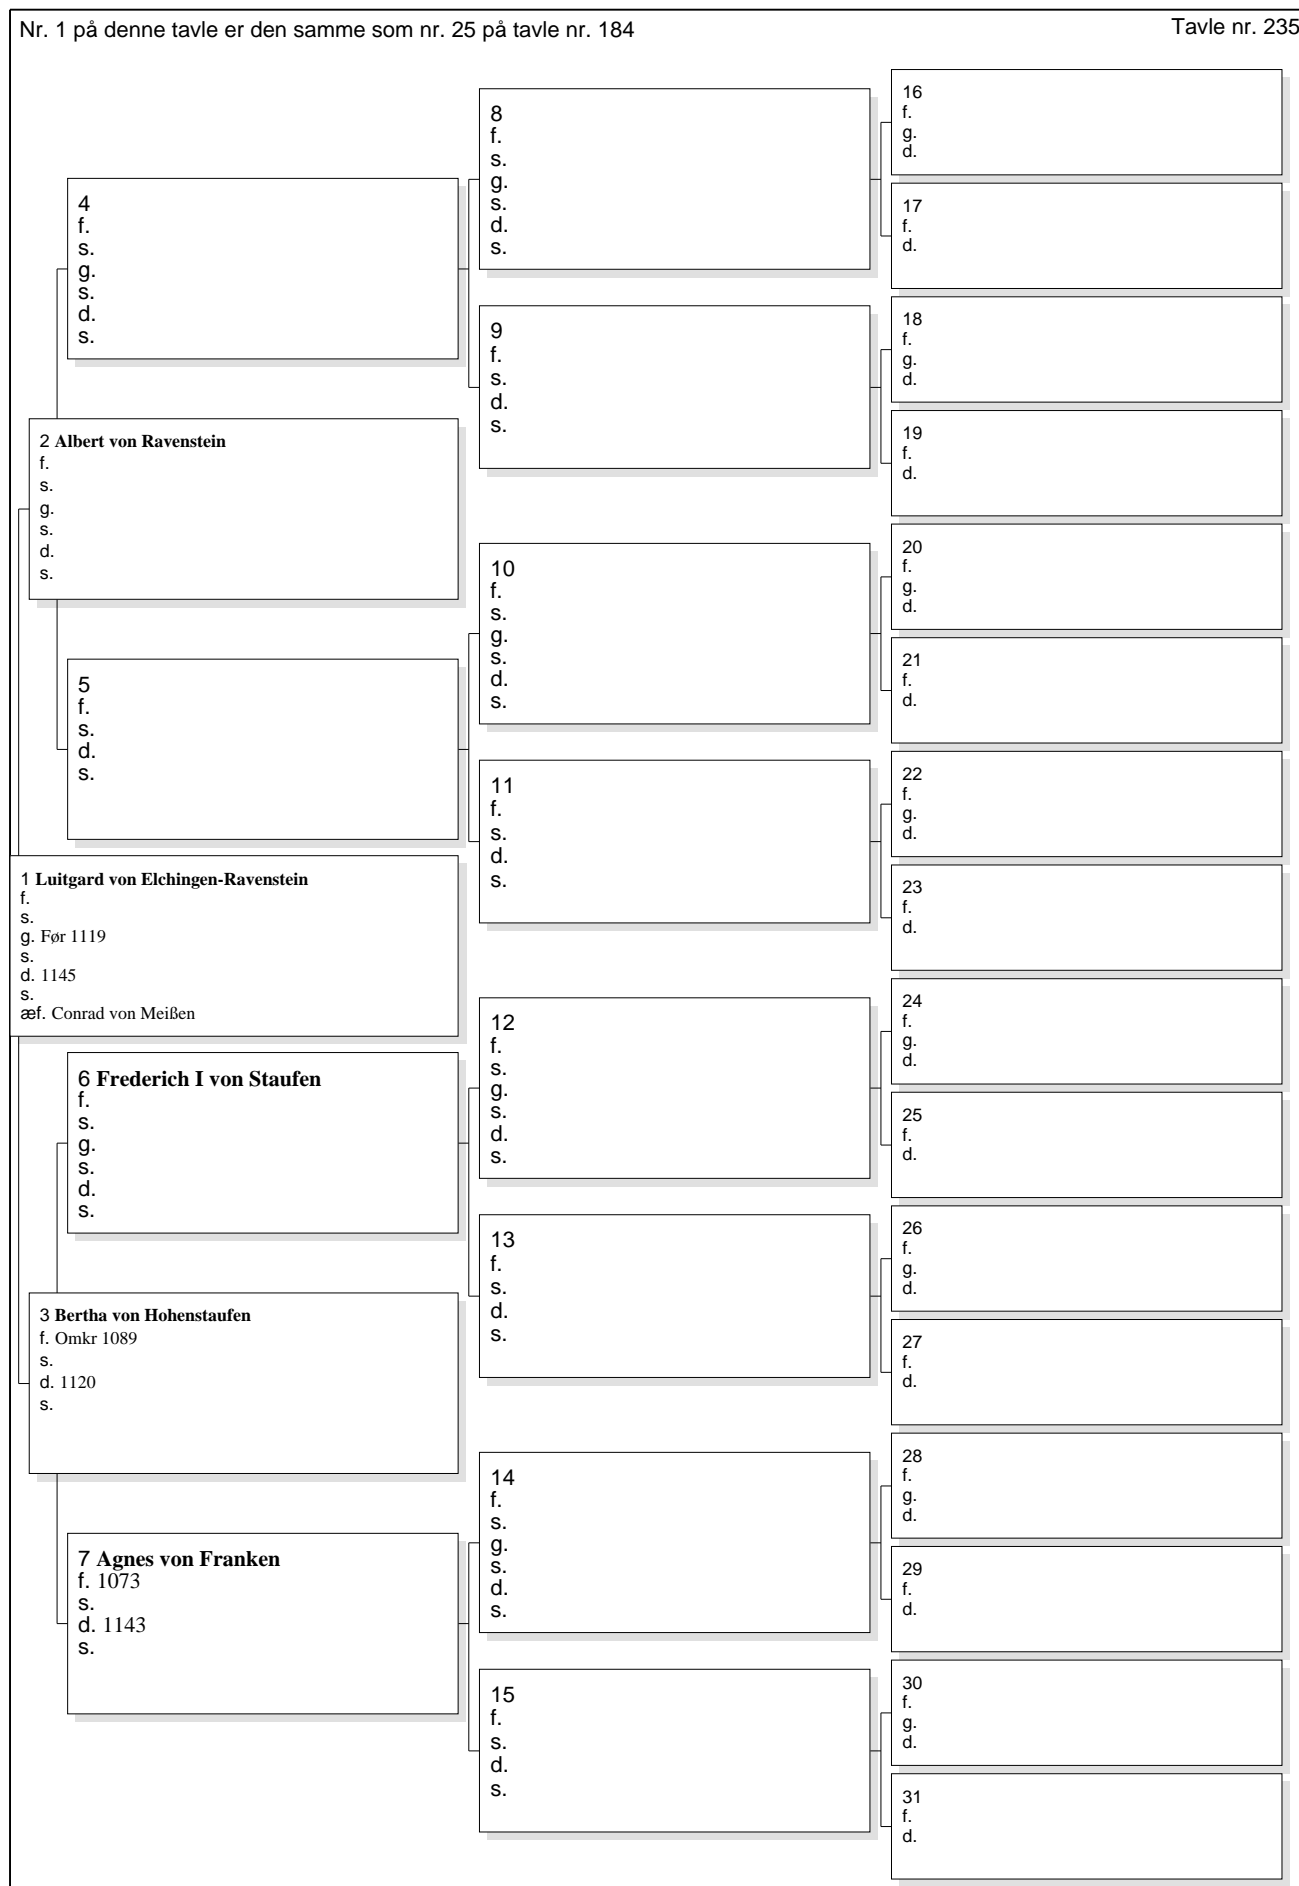 Nr. 1 på denne tavle er den samme som nr. 25 på tavle nr. 184
Tavle nr. 235
16
f.
g.
d.
8
f.
s.
g.
s.
d.
s.
17
f.
d.
4
f.
s.
g.
s.
d.
s.
18
f.
g.
d.
9
f.
s.
d.
s.
19
f.
d.
2 Albert von Ravenstein
f.
s.
g.
s.
d.
s.
20
f.
g.
d.
10
f.
s.
g.
s.
d.
s.
21
f.
d.
5
f.
s.
d.
s.
22
f.
g.
d.
11
f.
s.
d.
s.
23
f.
d.
1 Luitgard von Elchingen-Ravenstein
f.
s.
g. Før 1119
s.
d. 1145
s.
æf. Conrad von Meißen
24
f.
g.
d.
12
f.
s.
g.
s.
d.
s.
25
f.
d.
6 Frederich I von Staufen
f.
s.
g.
s.
d.
s.
26
f.
g.
d.
13
f.
s.
d.
s.
27
f.
d.
3 Bertha von Hohenstaufen
f. Omkr 1089
s.
d. 1120
s.
28
f.
g.
d.
14
f.
s.
g.
s.
d.
s.
29
f.
d.
7 Agnes von Franken
f. 1073
s.
d. 1143
s.
30
f.
g.
d.
15
f.
s.
d.
s.
31
f.
d.